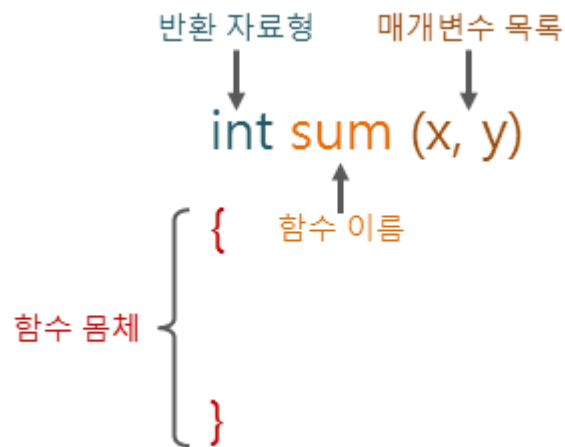 반환 자료형 매개변수 목록
int sum (x, y)
{ 함수 이름
함수 몸체
}